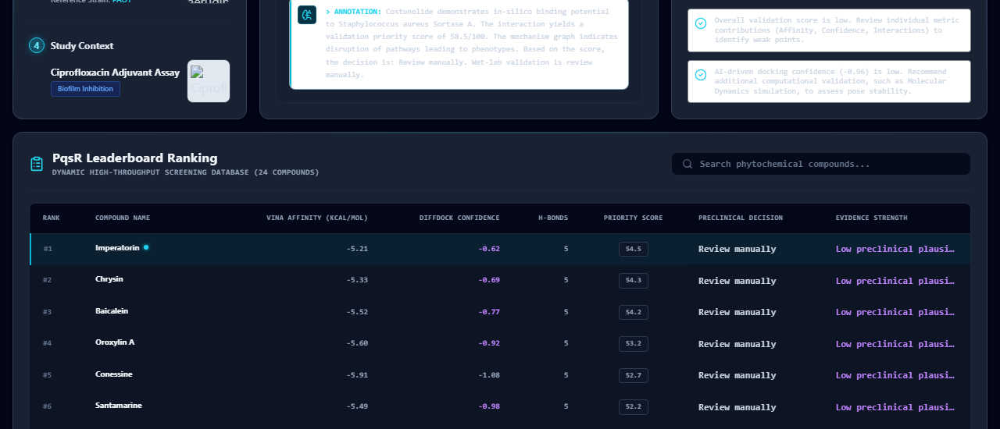 Reference Strain: PAO1
aerugin
4
Study Context
Ciprofloxacin Adjuvant Assay
Biofilm Inhibition
Ciprofl
> ANNOTATION: Costunolide demonstrates in-silico binding potential
to Staphylococcus aureus Sortase A. The interaction yields a
validation priority score of 58.5/100. The mechanism graph indicates
disruption of pathways leading to phenotypes. Based on the score,
the decision is: Review manually. Wet-lab validation is review
manually.
Overall validation score is low. Review individual metric
contributions (Affinity, Confidence, Interactions) to
identify weak points.
AI-driven docking confidence (-0.96) is low. Recommend
additional computational validation, such as Molecular
Dynamics simulation, to assess pose stability.
PqsR Leaderboard Ranking
DYNAMIC HIGH-THROUGHPUT SCREENING DATABASE (24 COMPOUNDS)
Search phytochemical compounds...
RANK COMPOUND NAME VINA AFFINITY (KCAL/MOL) DIFFDOCK CONFIDENCE H-BONDS PRIORITY SCORE PRECLINICAL DECISION EVIDENCE STRENGTH
#1 Imperatorin -5.21 -0.62 5 54.5 Review manually Low preclinical plausi…
#2 Chrysin -5.33 -0.69 5 54.3 Review manually Low preclinical plausi…
#3 Baicalein -5.52 -0.77 5 54.2 Review manually Low preclinical plausi…
#4 Oroxylin A -5.60 -0.92 5 53.2 Review manually Low preclinical plausi…
#5 Conessine -5.91 -1.08 5 52.7 Review manually Low preclinical plausi…
#6 Santamarine -5.49 -0.98 5 52.2 Review manually Low preclinical plausi…